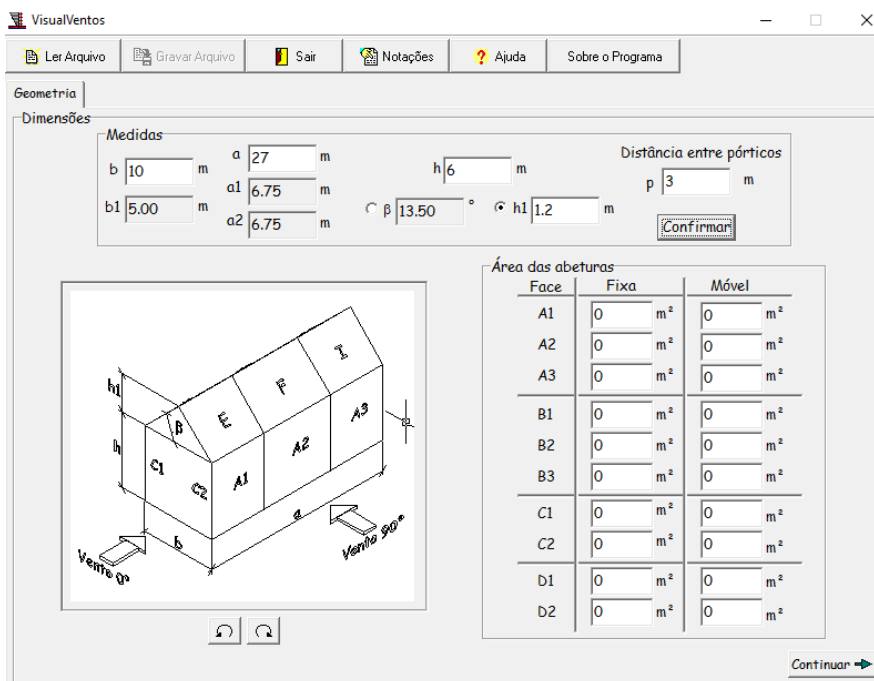 VisualVentos
Ler Arquivo Gravar Arquivo Sair Notações Ajuda Sobre o Programa
Geometria
Dimensões
Medidas
b 10 m
b1 5.00 m
a 27 m
a1 6.75 m
a2 6.75 m
h 6 m
β 13.50 ° h1 1.2 m
Distância entre pórticos
p 3 m
Confirmar
h1
h
β
E
F
I
C1
C2
A1
A2
A3
b
a
Vento 0°
Vento 90°
Área das abeturas
Face Fixa Móvel
A1 0 m² 0 m²
A2 0 m² 0 m²
A3 0 m² 0 m²
B1 0 m² 0 m²
B2 0 m² 0 m²
B3 0 m² 0 m²
C1 0 m² 0 m²
C2 0 m² 0 m²
D1 0 m² 0 m²
D2 0 m² 0 m²
Continuar